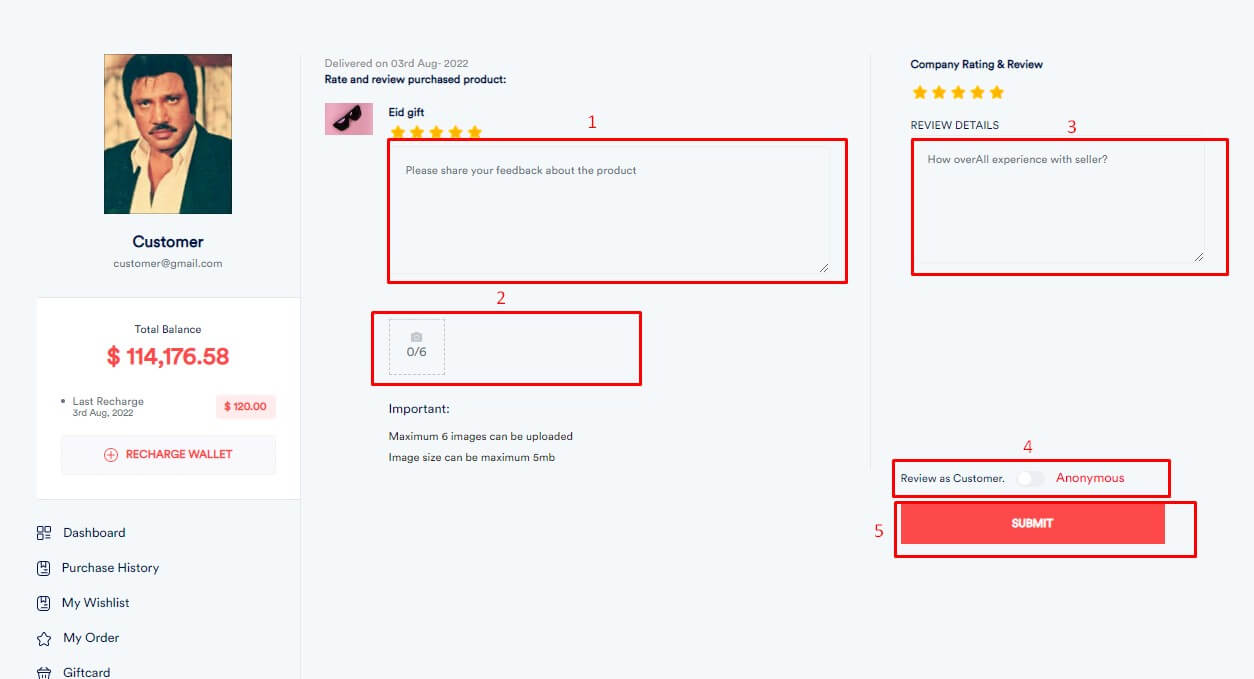 Customer
customer@gmail.com
Total Balance
$ 114,176.58
Last Recharge
3rd Aug, 2022
$ 120.00
RECHARGE WALLET
Dashboard
Purchase History
My Wishlist
My Order
Giftcard
Delivered on 03rd Aug- 2022
Rate and review purchased product:
Eid gift
1
Please share your feedback about the product
2
0/6
Important:
Maximum 6 images can be uploaded
Image size can be maximum 5mb
Company Rating & Review
REVIEW DETAILS
3
How overAll experience with seller?
4
Review as Customer. Anonymous
5
SUBMIT